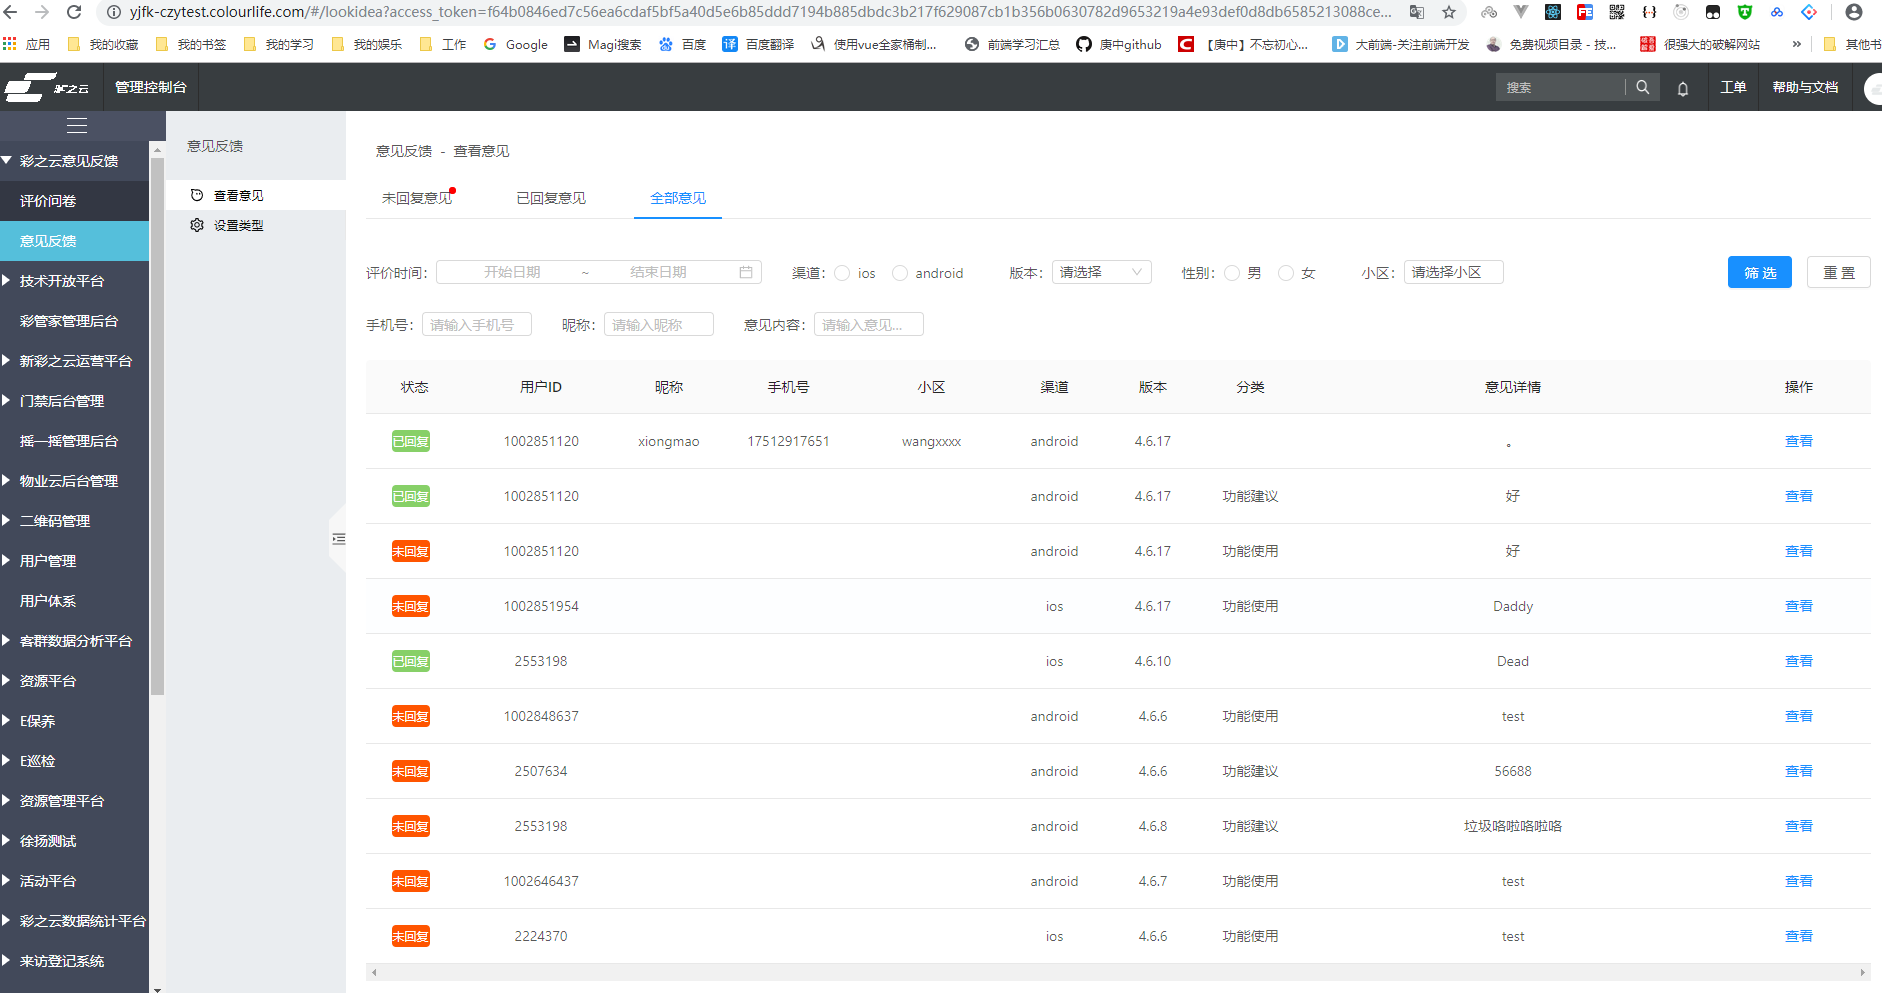 yjfk-czytest.colourlife.com/#/lookidea?access_token=f64b0846ed7c56ea6cdaf5bf5a40d5e6b85ddd7194b885dbdc3b217f629087cb1b356b0630782d9653219a4e93def0d8db6585213088ce...
应用 我的收藏 我的书签 我的学习 我的娱乐 工作 Google Magi搜索 百度 百度翻译 使用vue全家桶制... 前端学习汇总 庚中github 【庚中】不忘初心... 大前端-关注前端开发 免费视频目录 - 技... 很强大的破解网站 » 其他书
彩之云 管理控制台 搜索 工单 帮助与文档
彩之云意见反馈
评价问卷
意见反馈
技术开放平台
彩管家管理后台
新彩之云运营平台
门禁后台管理
摇一摇管理后台
物业云后台管理
二维码管理
用户管理
用户体系
客群数据分析平台
资源平台
E保养
E巡检
资源管理平台
徐扬测试
活动平台
彩之云数据统计平台
来访登记系统
意见反馈
查看意见
设置类型
意见反馈 - 查看意见
未回复意见 已回复意见 全部意见
评价时间: 开始日期 ~ 结束日期 渠道: ios android 版本: 请选择 性别: 男 女 小区: 请选择小区 筛选 重置
手机号: 请输入手机号 昵称: 请输入昵称 意见内容: 请输入意见...
状态 用户ID 昵称 手机号 小区 渠道 版本 分类 意见详情 操作
已回复 1002851120 xiongmao 17512917651 wangxxxx android 4.6.17 。 查看
已回复 1002851120 android 4.6.17 功能建议 好 查看
未回复 1002851120 android 4.6.17 功能使用 好 查看
未回复 1002851954 ios 4.6.17 功能使用 Daddy 查看
已回复 2553198 ios 4.6.10 Dead 查看
未回复 1002848637 android 4.6.6 功能使用 test 查看
未回复 2507634 android 4.6.6 功能建议 56688 查看
未回复 2553198 android 4.6.8 功能建议 垃圾咯啦咯啦咯 查看
未回复 1002646437 android 4.6.7 功能使用 test 查看
未回复 2224370 ios 4.6.6 功能使用 test 查看